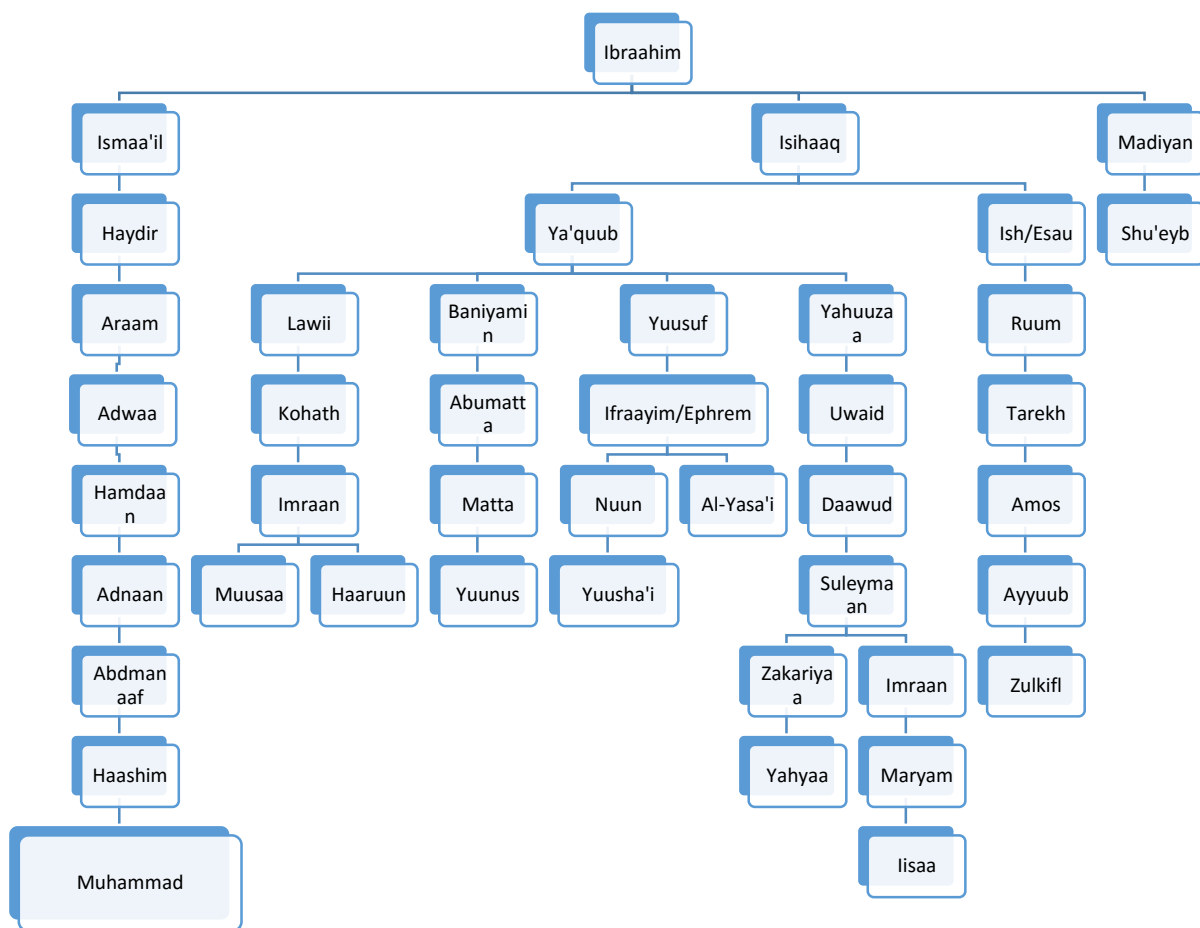 Ibraahim
Ismaa'il
Isihaaq
Madiyan
Haydir
Ya'quub
Ish/Esau
Shu'eyb
Araam
Lawii
Baniyami
n
Yuusuf
Yahuuza
a
Ruum
Adwaa
Kohath
Abumatt
a
Ifraayim/Ephrem
Uwaid
Tarekh
Hamdaa
n
Imraan
Matta
Nuun
Al-Yasa'i
Daawud
Amos
Adnaan
Muusaa
Haaruun
Yuunus
Yuusha'i
Suleyma
an
Ayyuub
Abdman
aaf
Zakariya
a
Imraan
Zulkifl
Haashim
Yahyaa
Maryam
Muhammad
Iisaa